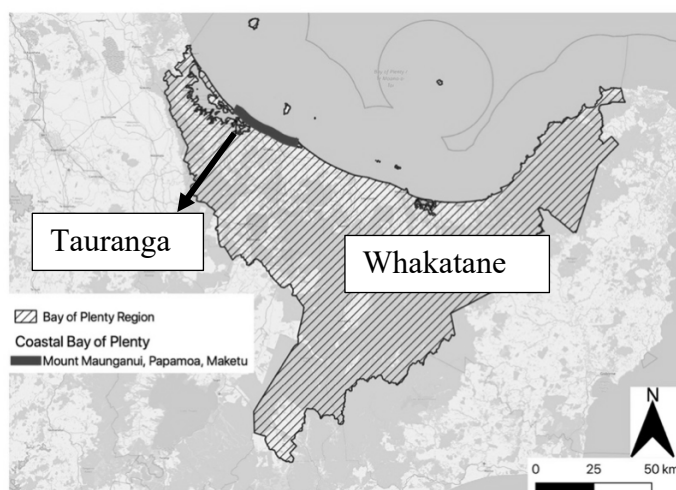 Tauranga
Whakatane
Bay of Plenty Region
Coastal Bay of Plenty
Mount Maunganui, Papamoa, Maketu
N
0 25 50 km